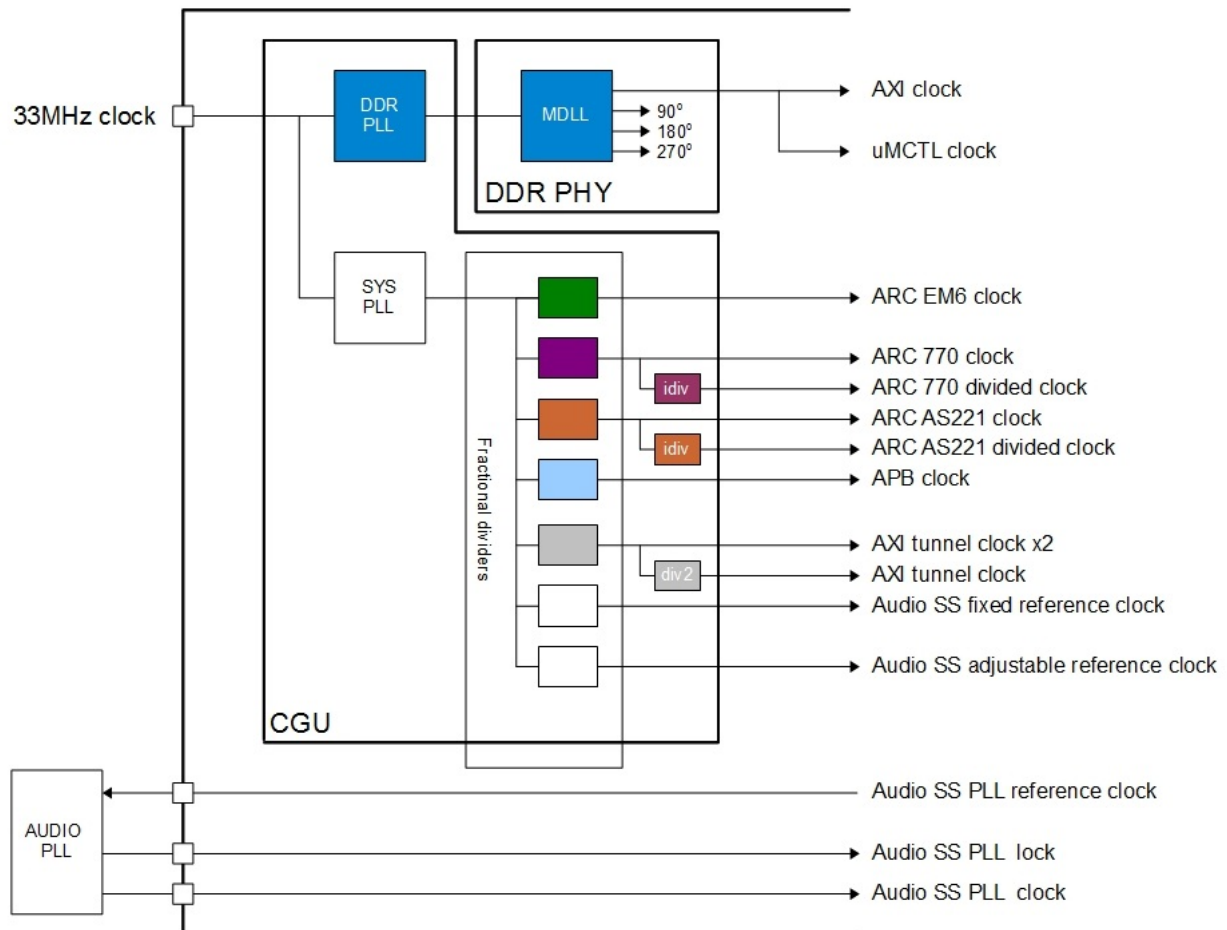 33MHz clock
DDR
PLL
MDLL
90°
180°
270°
DDR PHY
AXI clock
uMCTL clock
SYS
PLL
Fractional dividers
ARC EM6 clock
ARC 770 clock
idiv
ARC 770 divided clock
ARC AS221 clock
idiv
ARC AS221 divided clock
APB clock
AXI tunnel clock x2
div2
AXI tunnel clock
Audio SS fixed reference clock
Audio SS adjustable reference clock
CGU
AUDIO
PLL
Audio SS PLL reference clock
Audio SS PLL lock
Audio SS PLL clock